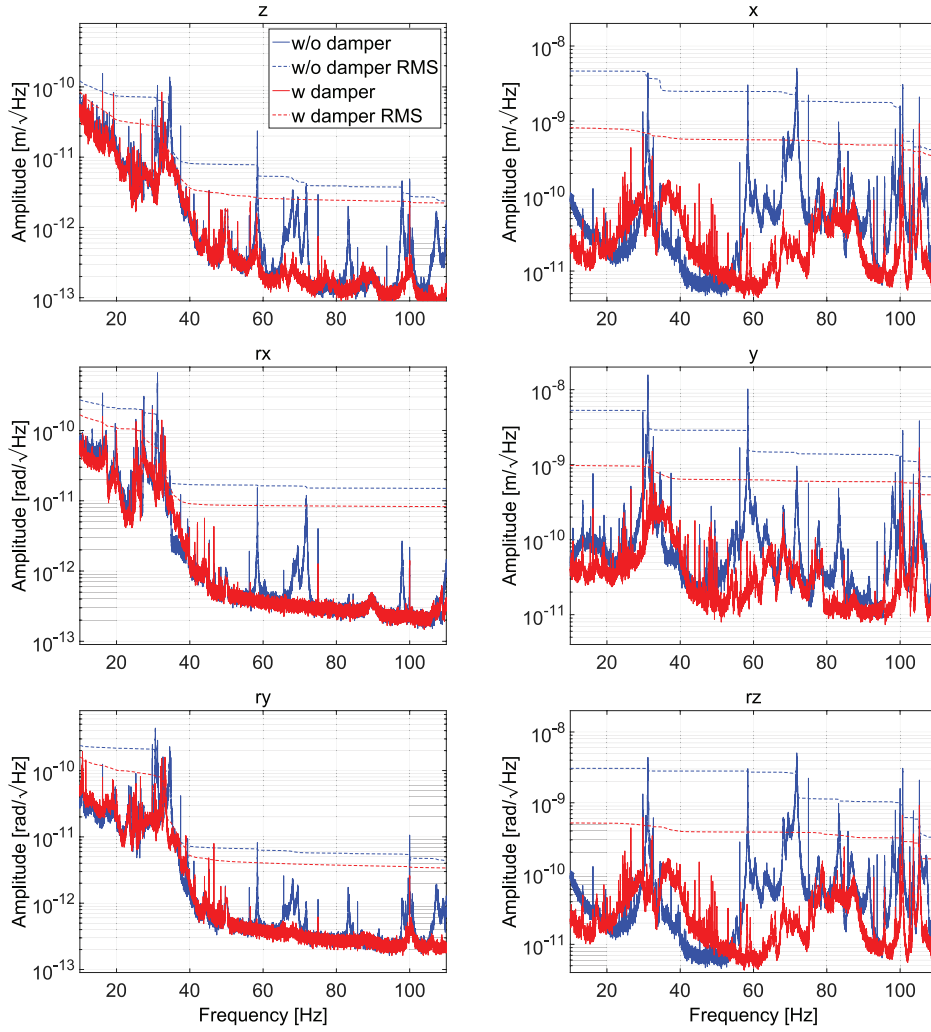 z
Amplitude [m/√Hz]
10⁻¹⁰
10⁻¹¹
10⁻¹²
10⁻¹³
20 40 60 80 100
w/o damper
w/o damper RMS
w damper
w damper RMS
x
Amplitude [m/√Hz]
10⁻⁸
10⁻⁹
10⁻¹⁰
10⁻¹¹
20 40 60 80 100
rx
Amplitude [rad/√Hz]
10⁻¹⁰
10⁻¹¹
10⁻¹²
10⁻¹³
20 40 60 80 100
y
Amplitude [m/√Hz]
10⁻⁸
10⁻⁹
10⁻¹⁰
10⁻¹¹
20 40 60 80 100
ry
Amplitude [rad/√Hz]
10⁻¹⁰
10⁻¹¹
10⁻¹²
10⁻¹³
20 40 60 80 100
Frequency [Hz]
rz
Amplitude [rad/√Hz]
10⁻⁸
10⁻⁹
10⁻¹⁰
10⁻¹¹
20 40 60 80 100
Frequency [Hz]